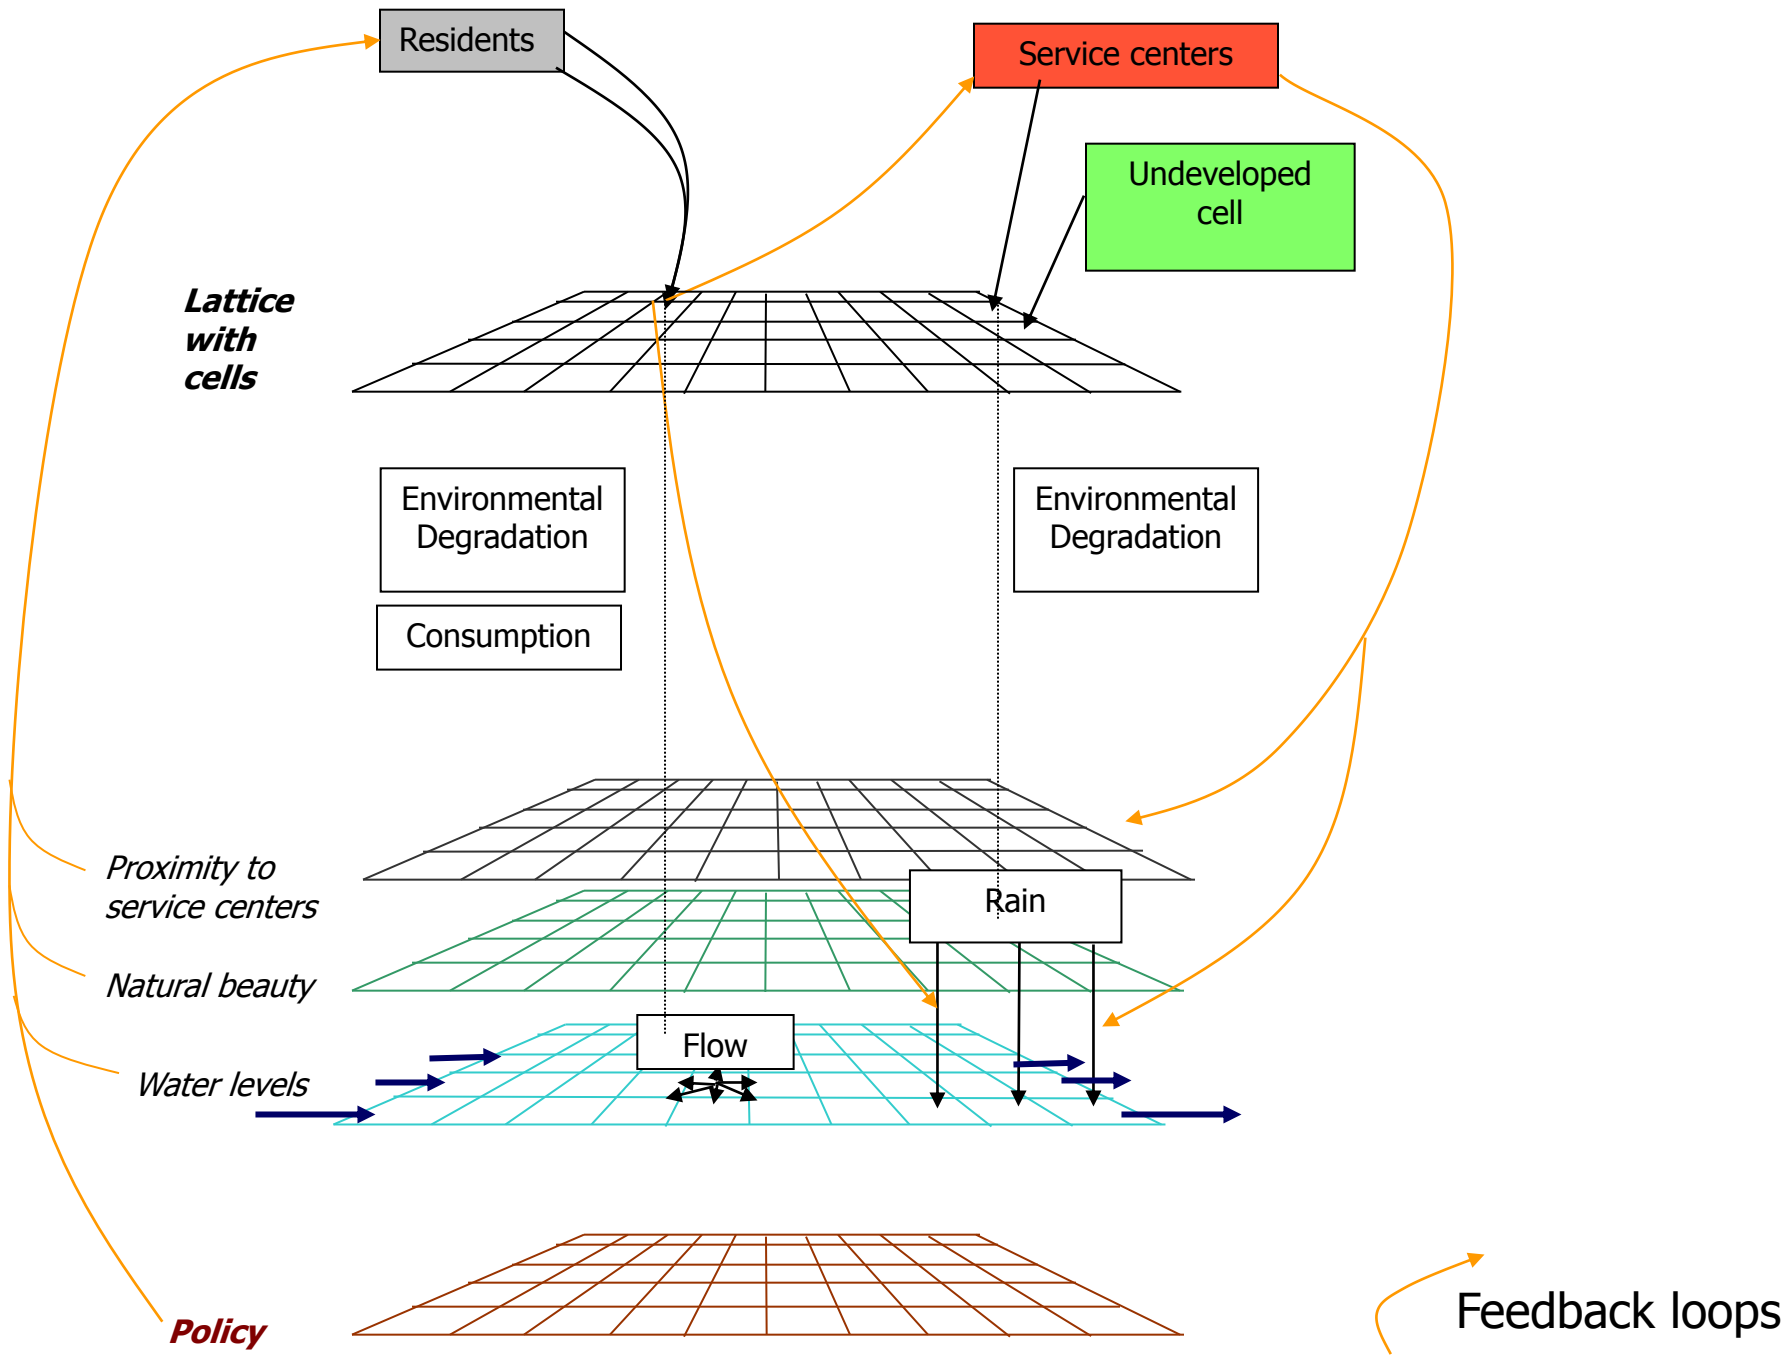 Residents
Service centers
Undeveloped
cell
Lattice
with
cells
Environmental
Degradation
Environmental
Degradation
Consumption
Proximity to
service centers
Rain
Natural beauty
Flow
Water levels
Policy
Feedback loops